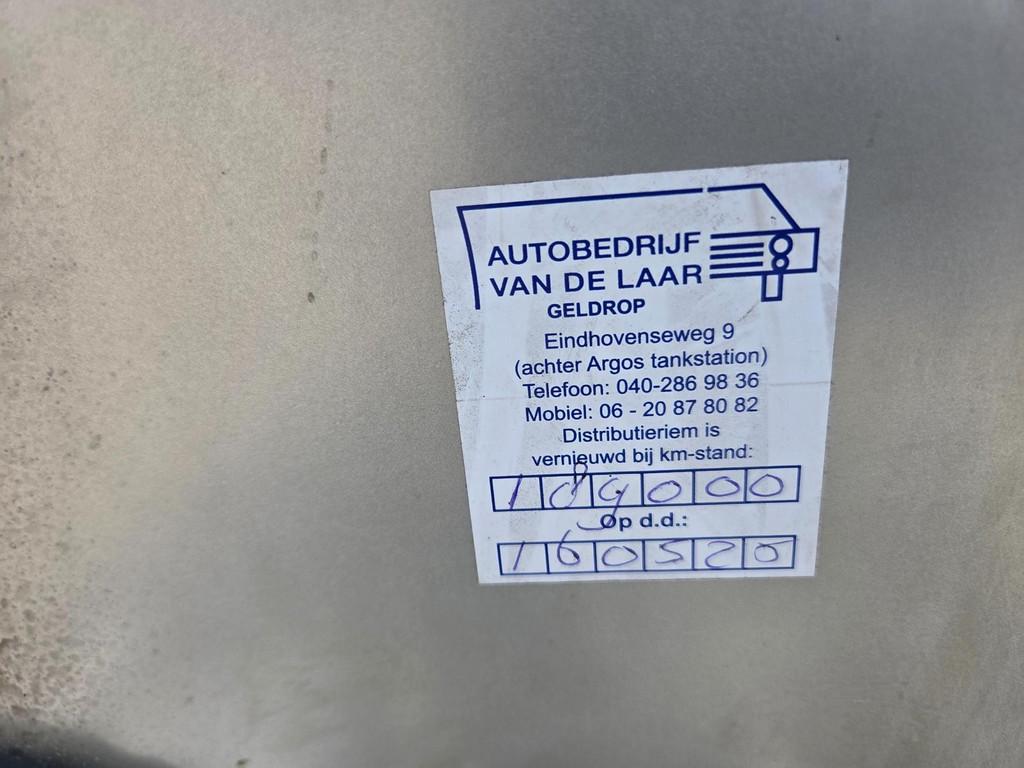 AUTOBEDRIJF
VAN DE LAAR
GELDROP
Eindhovenseweg 9
(achter Argos tankstation)
Telefoon: 040-286 98 36
Mobiel: 06 - 20 87 80 82
Distributieriem is
vernieuwd bij km-stand:
189000
Op d.d.:
160520